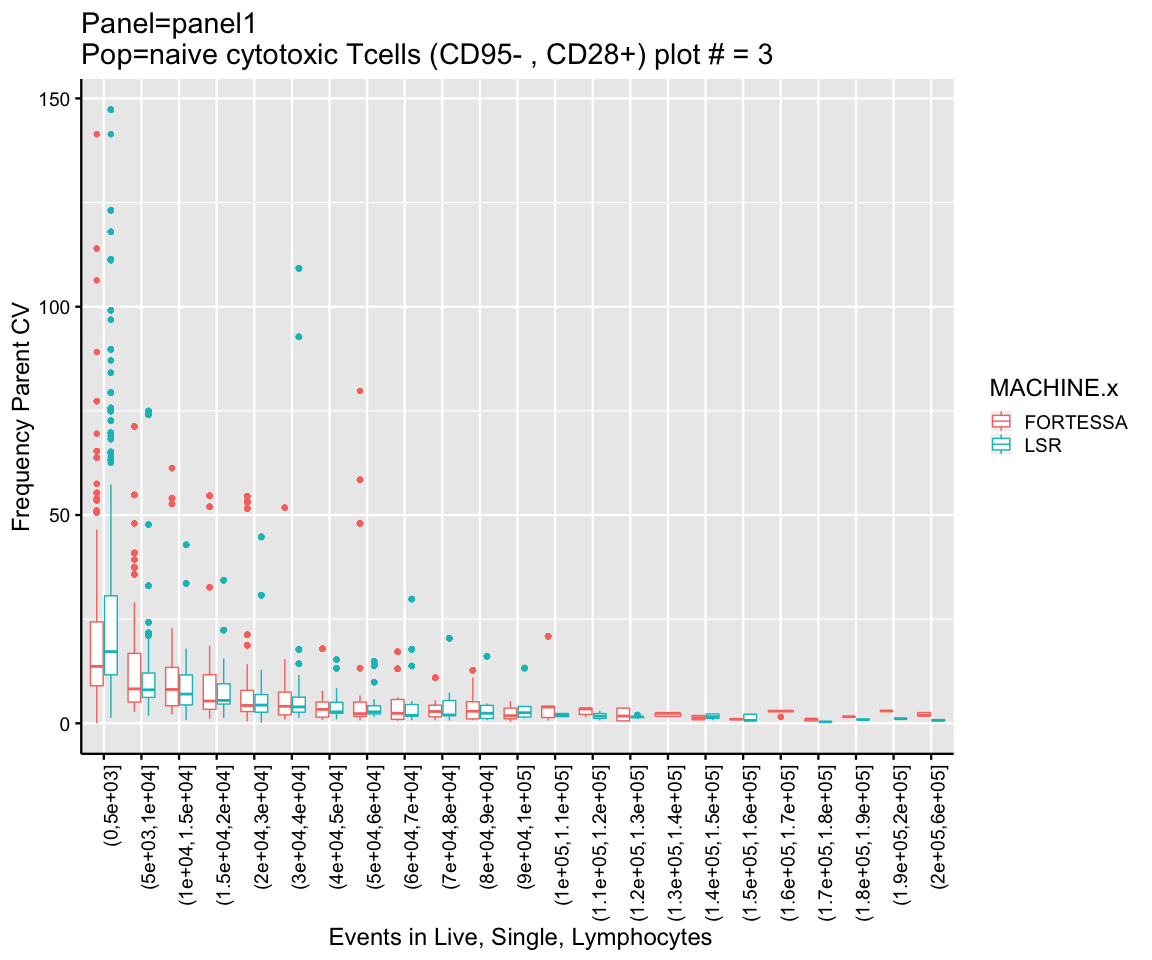 Panel=panel1
Pop=naive cytotoxic Tcells (CD95- , CD28+) plot # = 3
150
100
50
0
Frequency Parent CV
(0,5e+03]
(5e+03,1e+04]
(1e+04,1.5e+04]
(1.5e+04,2e+04]
(2e+04,3e+04]
(3e+04,4e+04]
(4e+04,5e+04]
(5e+04,6e+04]
(6e+04,7e+04]
(7e+04,8e+04]
(8e+04,9e+04]
(9e+04,1e+05]
(1e+05,1.1e+05]
(1.1e+05,1.2e+05]
(1.2e+05,1.3e+05]
(1.3e+05,1.4e+05]
(1.4e+05,1.5e+05]
(1.5e+05,1.6e+05]
(1.6e+05,1.7e+05]
(1.7e+05,1.8e+05]
(1.8e+05,1.9e+05]
(1.9e+05,2e+05]
(2e+05,6e+05]
Events in Live, Single, Lymphocytes
MACHINE.x
FORTESSA
LSR